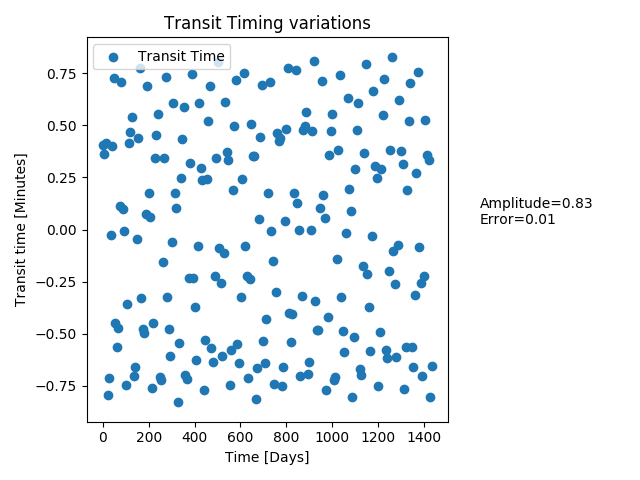 Transit Timing variations
Transit Time
Transit time [Minutes]
0.75
0.50
0.25
0.00
−0.25
−0.50
−0.75
0 200 400 600 800 1000 1200 1400
Time [Days]
Amplitude=0.83
Error=0.01